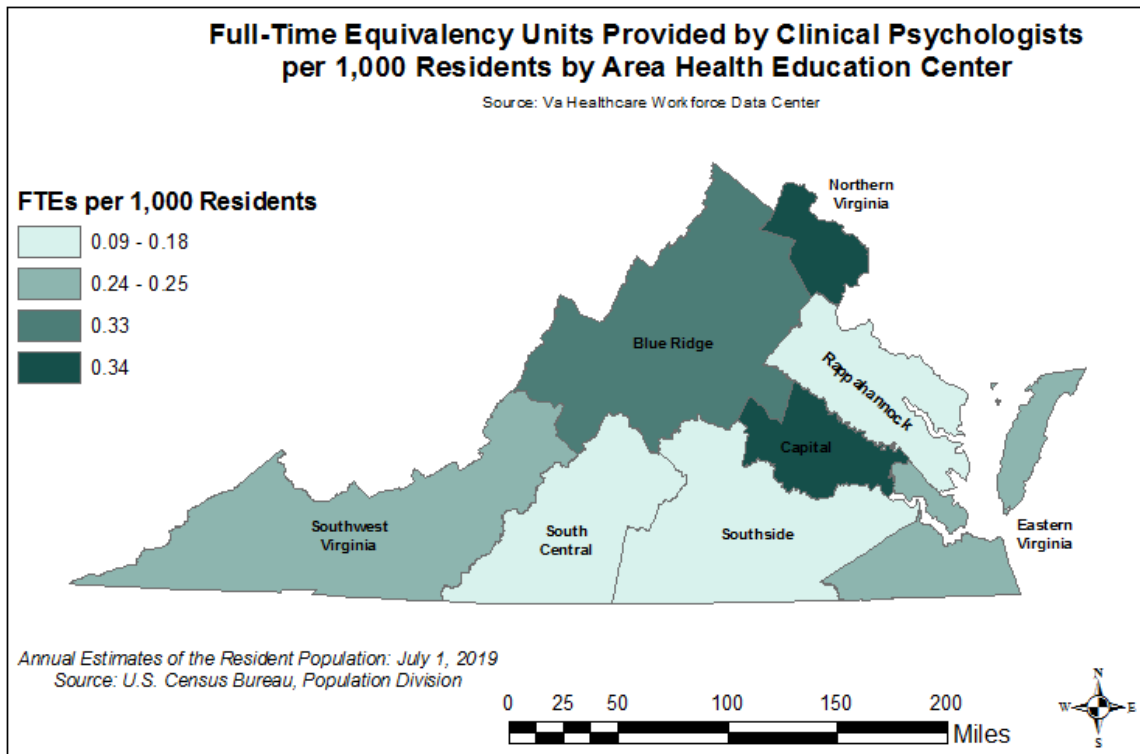 Full-Time Equivalency Units Provided by Clinical Psychologists
per 1,000 Residents by Area Health Education Center
Source: Va Healthcare Workforce Data Center
FTEs per 1,000 Residents
0.09 - 0.18
0.24 - 0.25
0.33
0.34
Northern
Virginia
Blue Ridge
Rappahannock
Capital
Southwest
Virginia
South
Central
Southside
Eastern
Virginia
Annual Estimates of the Resident Population: July 1, 2019
Source: U.S. Census Bureau, Population Division
0 25 50 100 150 200
Miles
N
W E
S